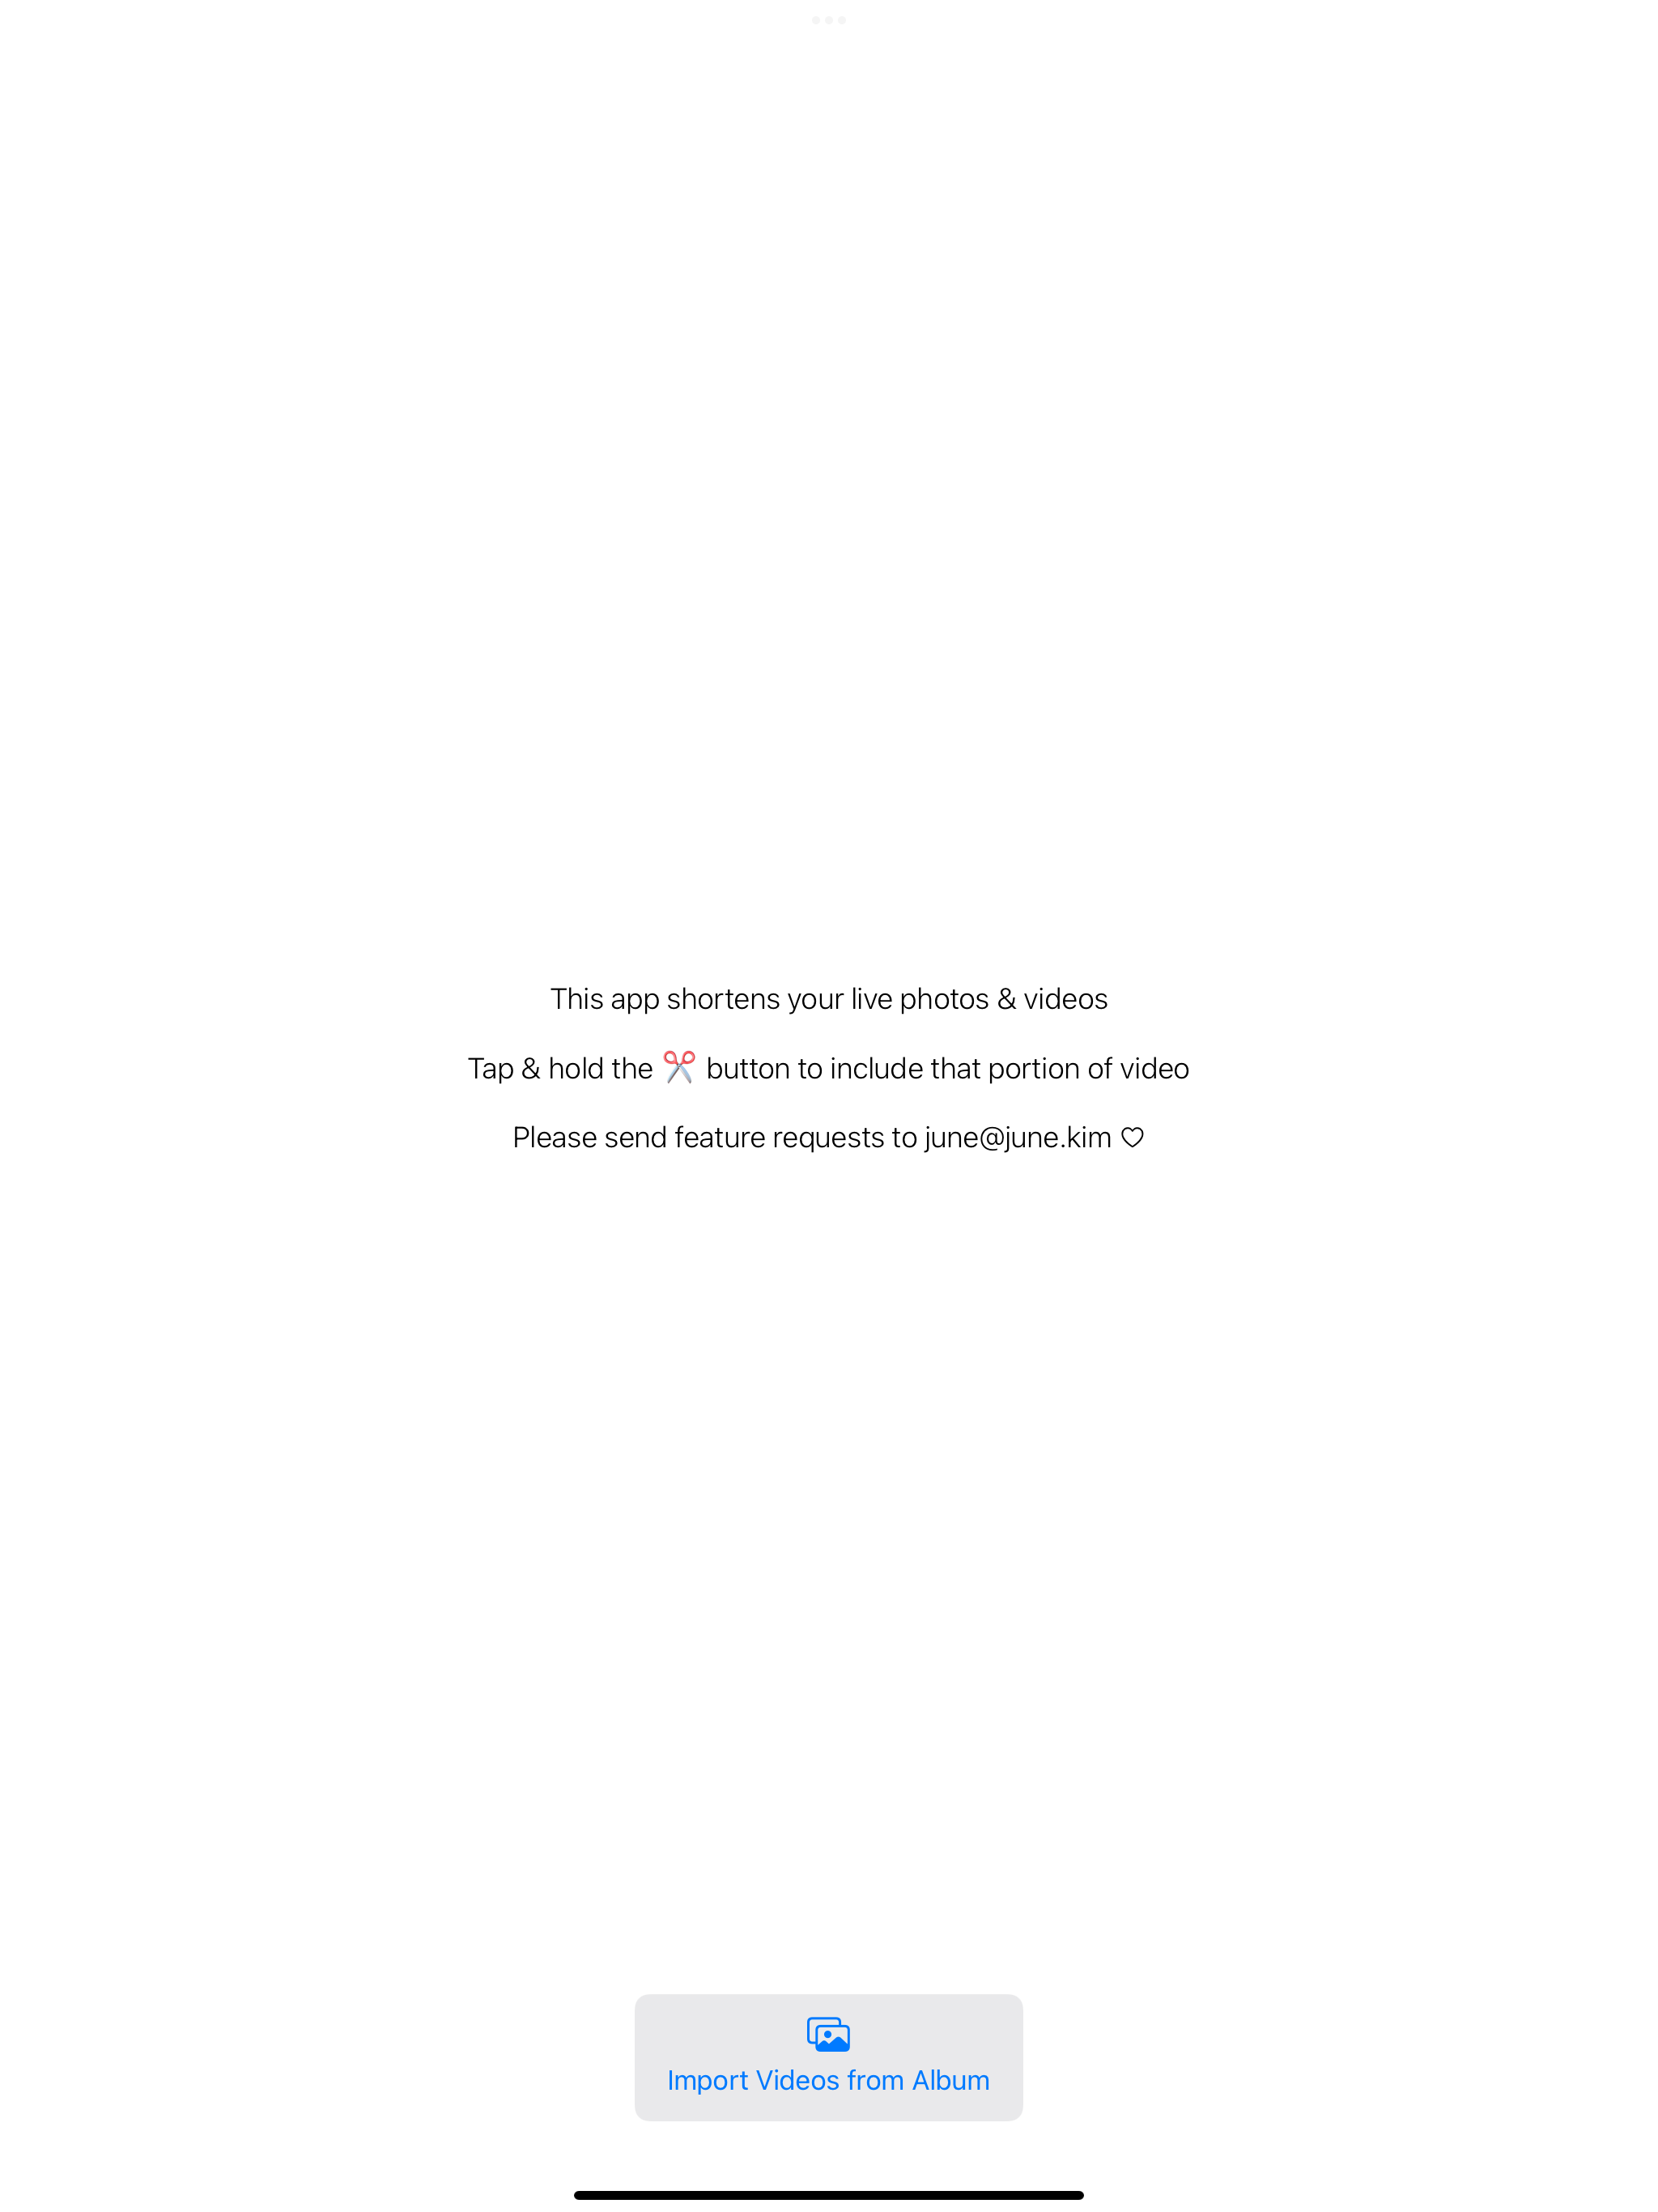 This app shortens your live photos & videos
Tap & hold the ✂️ button to include that portion of video
Please send feature requests to june@june.kim ♡
Import Videos from Album